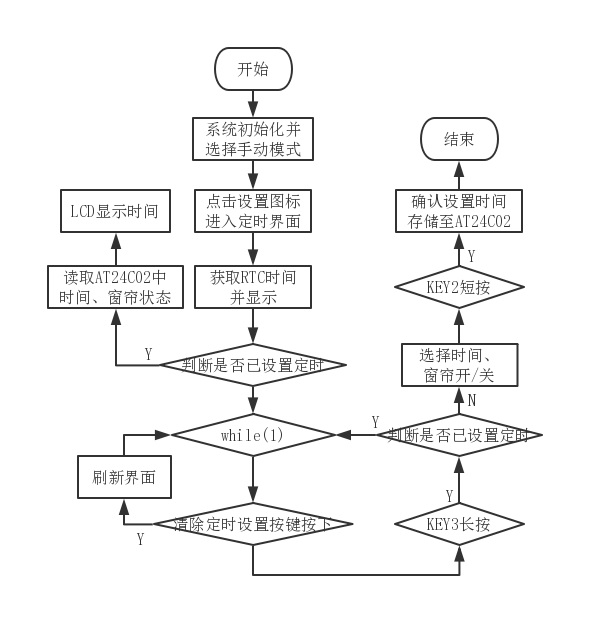 开始
系统初始化并
选择手动模式
点击设置图标
进入定时界面
获取RTC时间
并显示
判断是否已设置定时
Y
读取AT24C02中
时间、窗帘状态
LCD显示时间
while(1)
清除定时设置按键按下
Y
刷新界面
KEY3长按
Y
判断是否已设置定时
Y
N
选择时间、
窗帘开/关
KEY2短按
Y
确认设置时间
存储至AT24C02
结束